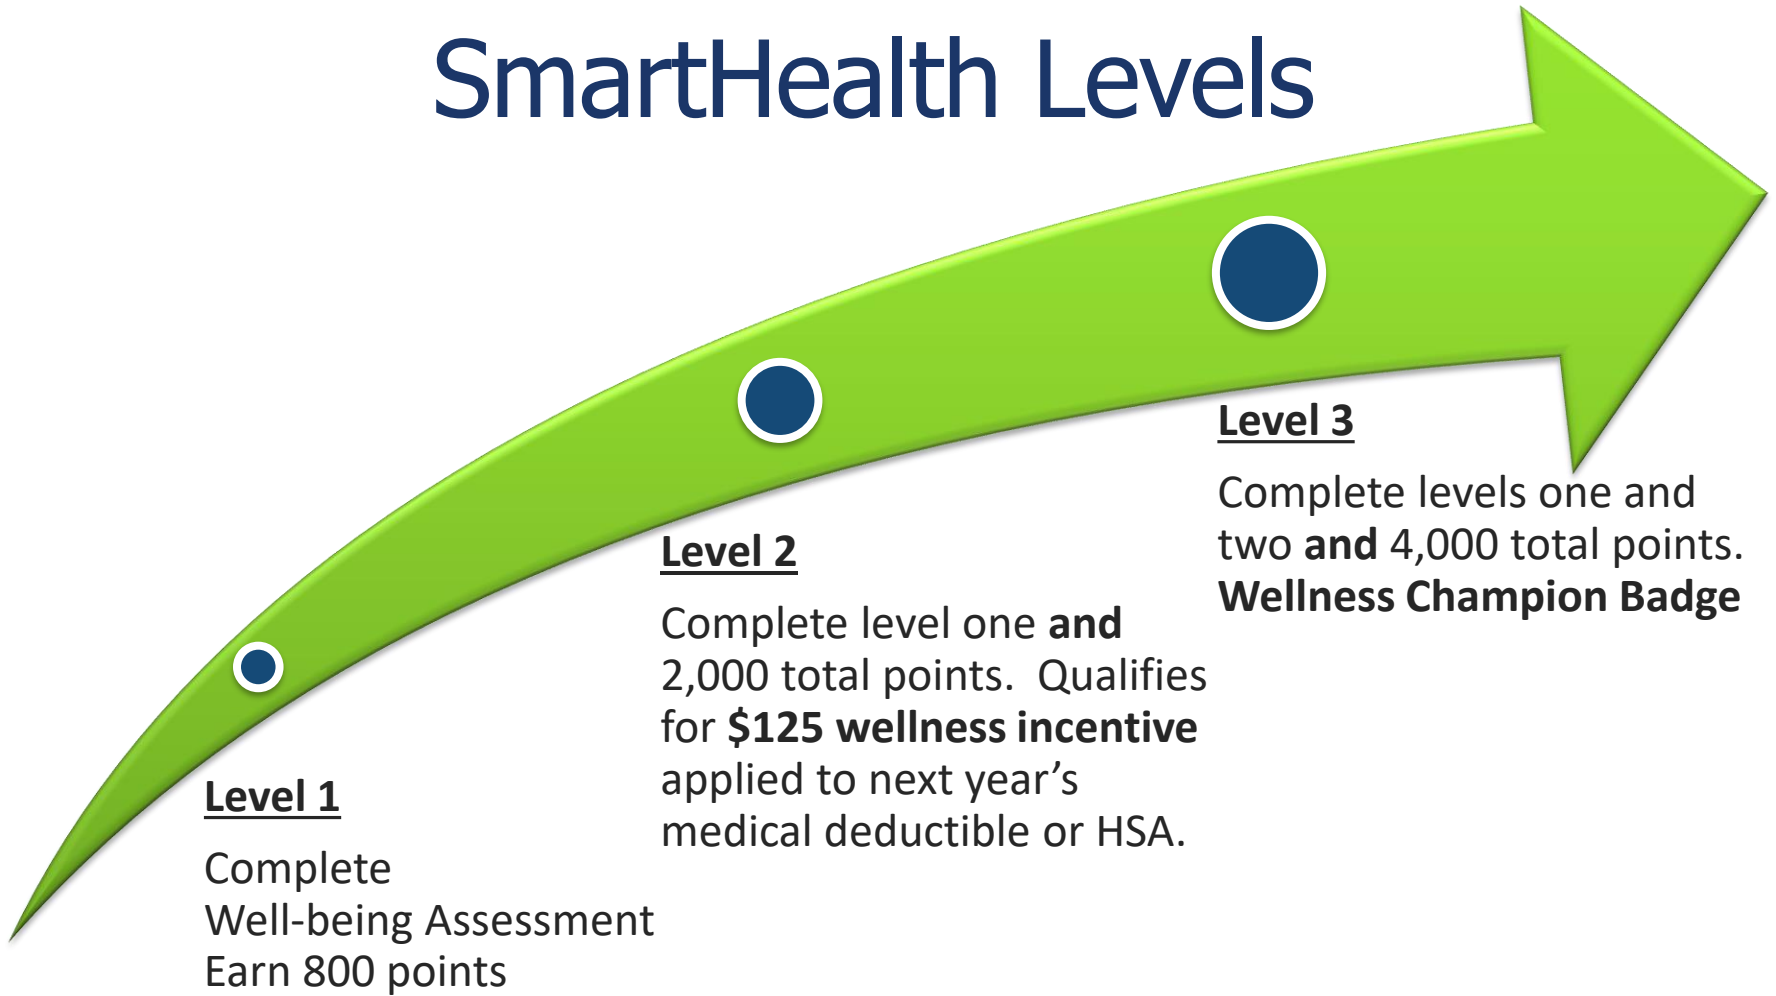 SmartHealth Levels
Level 1
Complete
Well-being Assessment
Earn 800 points
Level 2
Complete level one and
2,000 total points.  Qualifies
for $125 wellness incentive
applied to next year’s
medical deductible or HSA.
Level 3
Complete levels one and
two and 4,000 total points.
Wellness Champion Badge